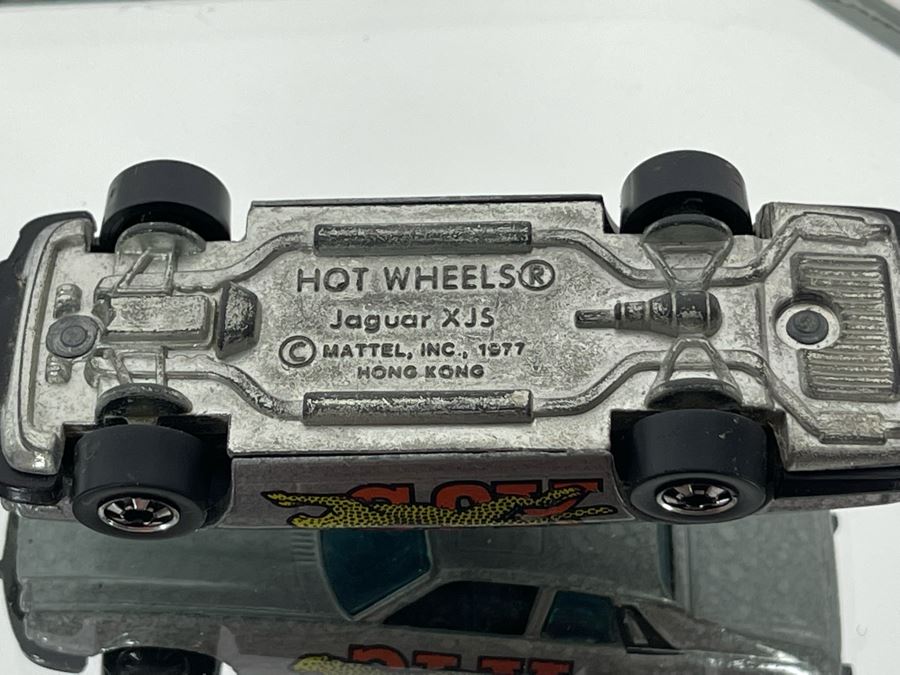 HOT WHEELS®
Jaguar XJS
© MATTEL, INC., 1977
HONG KONG